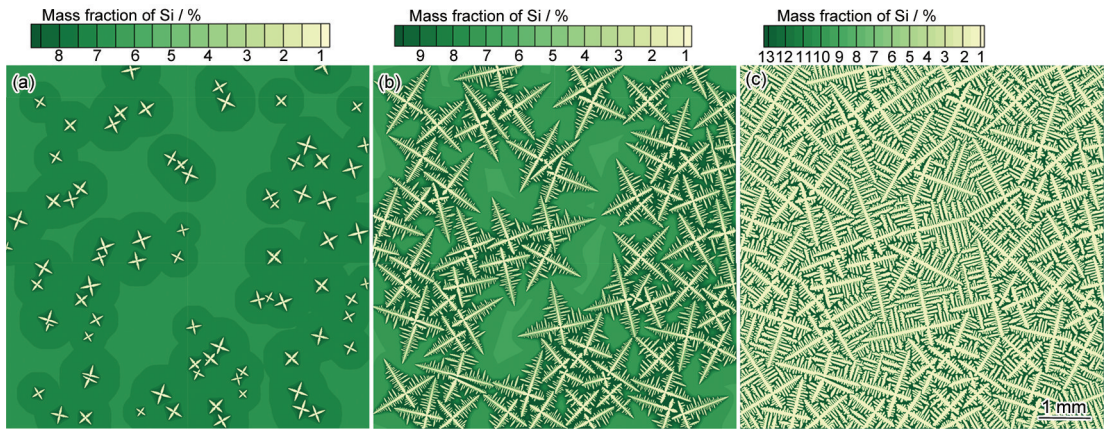 Mass fraction of Si / %
8 7 6 5 4 3 2 1
(a)
Mass fraction of Si / %
9 8 7 6 5 4 3 2 1
(b)
Mass fraction of Si / %
13 12 11 10 9 8 7 6 5 4 3 2 1
(c)
1 mm